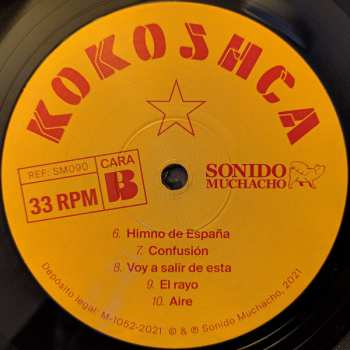 KOKOSHCA
REF: SM090
33 RPM
CARA
B
SONIDO
MUCHACHO
6. Himno de España
7. Confusión
8. Voy a salir de esta
9. El rayo
10. Aire
Depósito legal: M-1052-2021. © & ℗ Sonido Muchacho, 2021